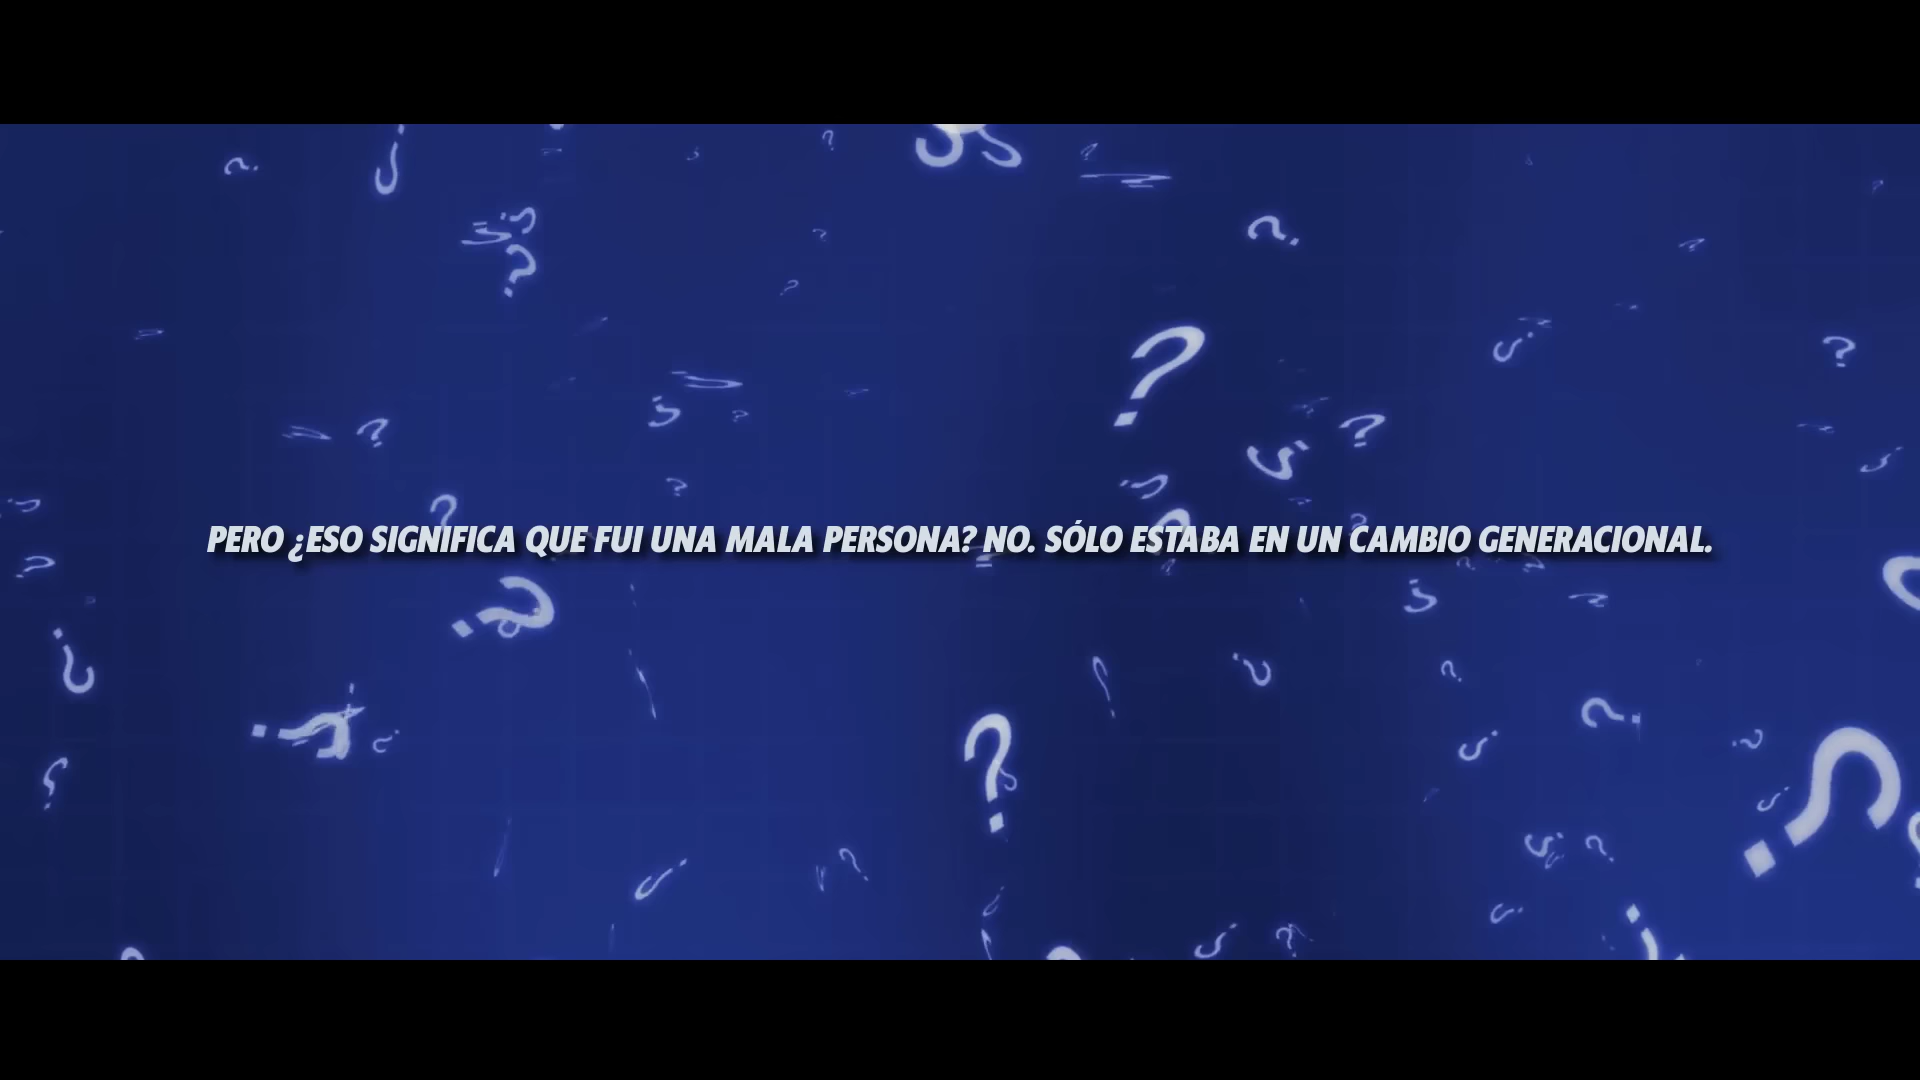 PERO ¿ESO SIGNIFICA QUE FUI UNA MALA PERSONA? NO. SÓLO ESTABA EN UN CAMBIO GENERACIONAL.